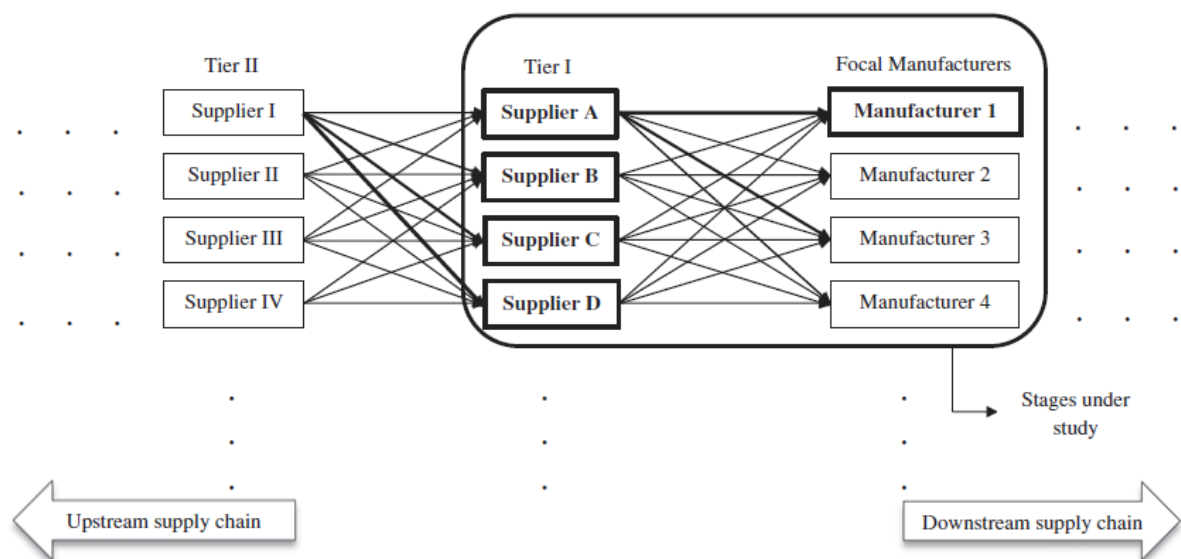 Tier II
Tier I
Focal Manufacturers
Supplier I
Supplier A
Manufacturer 1
Supplier II
Supplier B
Manufacturer 2
Supplier III
Supplier C
Manufacturer 3
Supplier IV
Supplier D
Manufacturer 4
Stages under
study
Upstream supply chain
Downstream supply chain